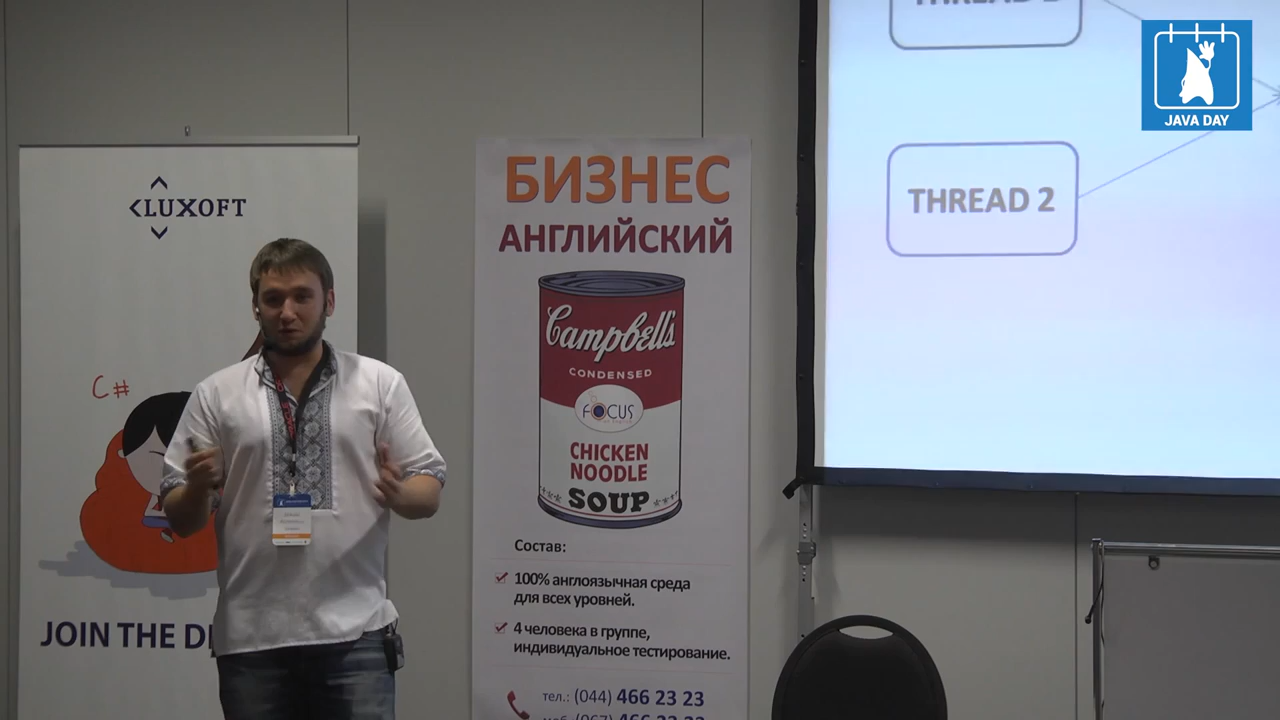 LUXOFT
C#
JOIN THE
БИЗНЕС
АНГЛИЙСКИЙ
Campbell's
CONDENSED
FOCUS
CHICKEN
NOODLE
SOUP
Состав:
100% англоязычная среда
для всех уровней.
4 человека в группе,
индивидуальное тестирование.
тел.: (044) 466 23 23
THREAD 2
JAVA DAY